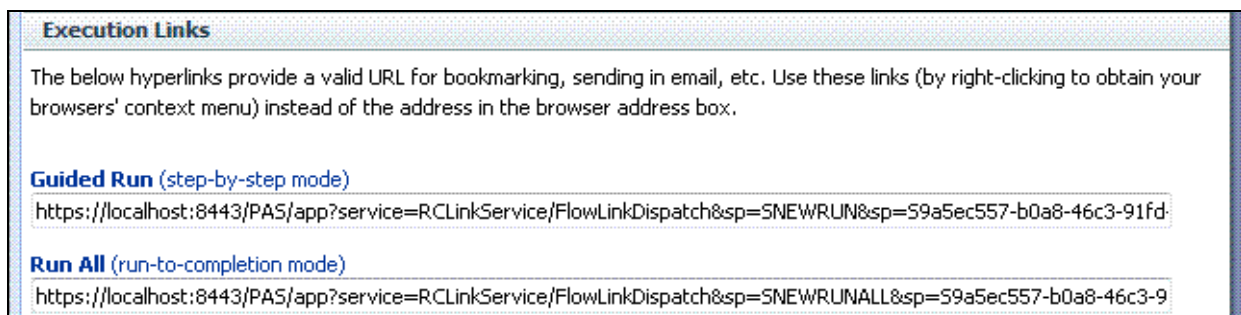 Execution Links
The below hyperlinks provide a valid URL for bookmarking, sending in email, etc. Use these links (by right-clicking to obtain your
browsers' context menu) instead of the address in the browser address box.
Guided Run (step-by-step mode)
https://localhost:8443/PAS/app?service=RCLinkService/FlowLinkDispatch&sp=SNEWRUN&sp=S9a5ec557-b0a8-46c3-91fd-
Run All (run-to-completion mode)
https://localhost:8443/PAS/app?service=RCLinkService/FlowLinkDispatch&sp=SNEWRUNALL&sp=S9a5ec557-b0a8-46c3-9